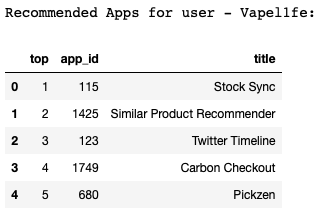 Recommended Apps for user - Vapel1fe:
top app_id title
0 1 115 Stock Sync
1 2 1425 Similar Product Recommender
2 3 123 Twitter Timeline
3 4 1749 Carbon Checkout
4 5 680 Pickzen